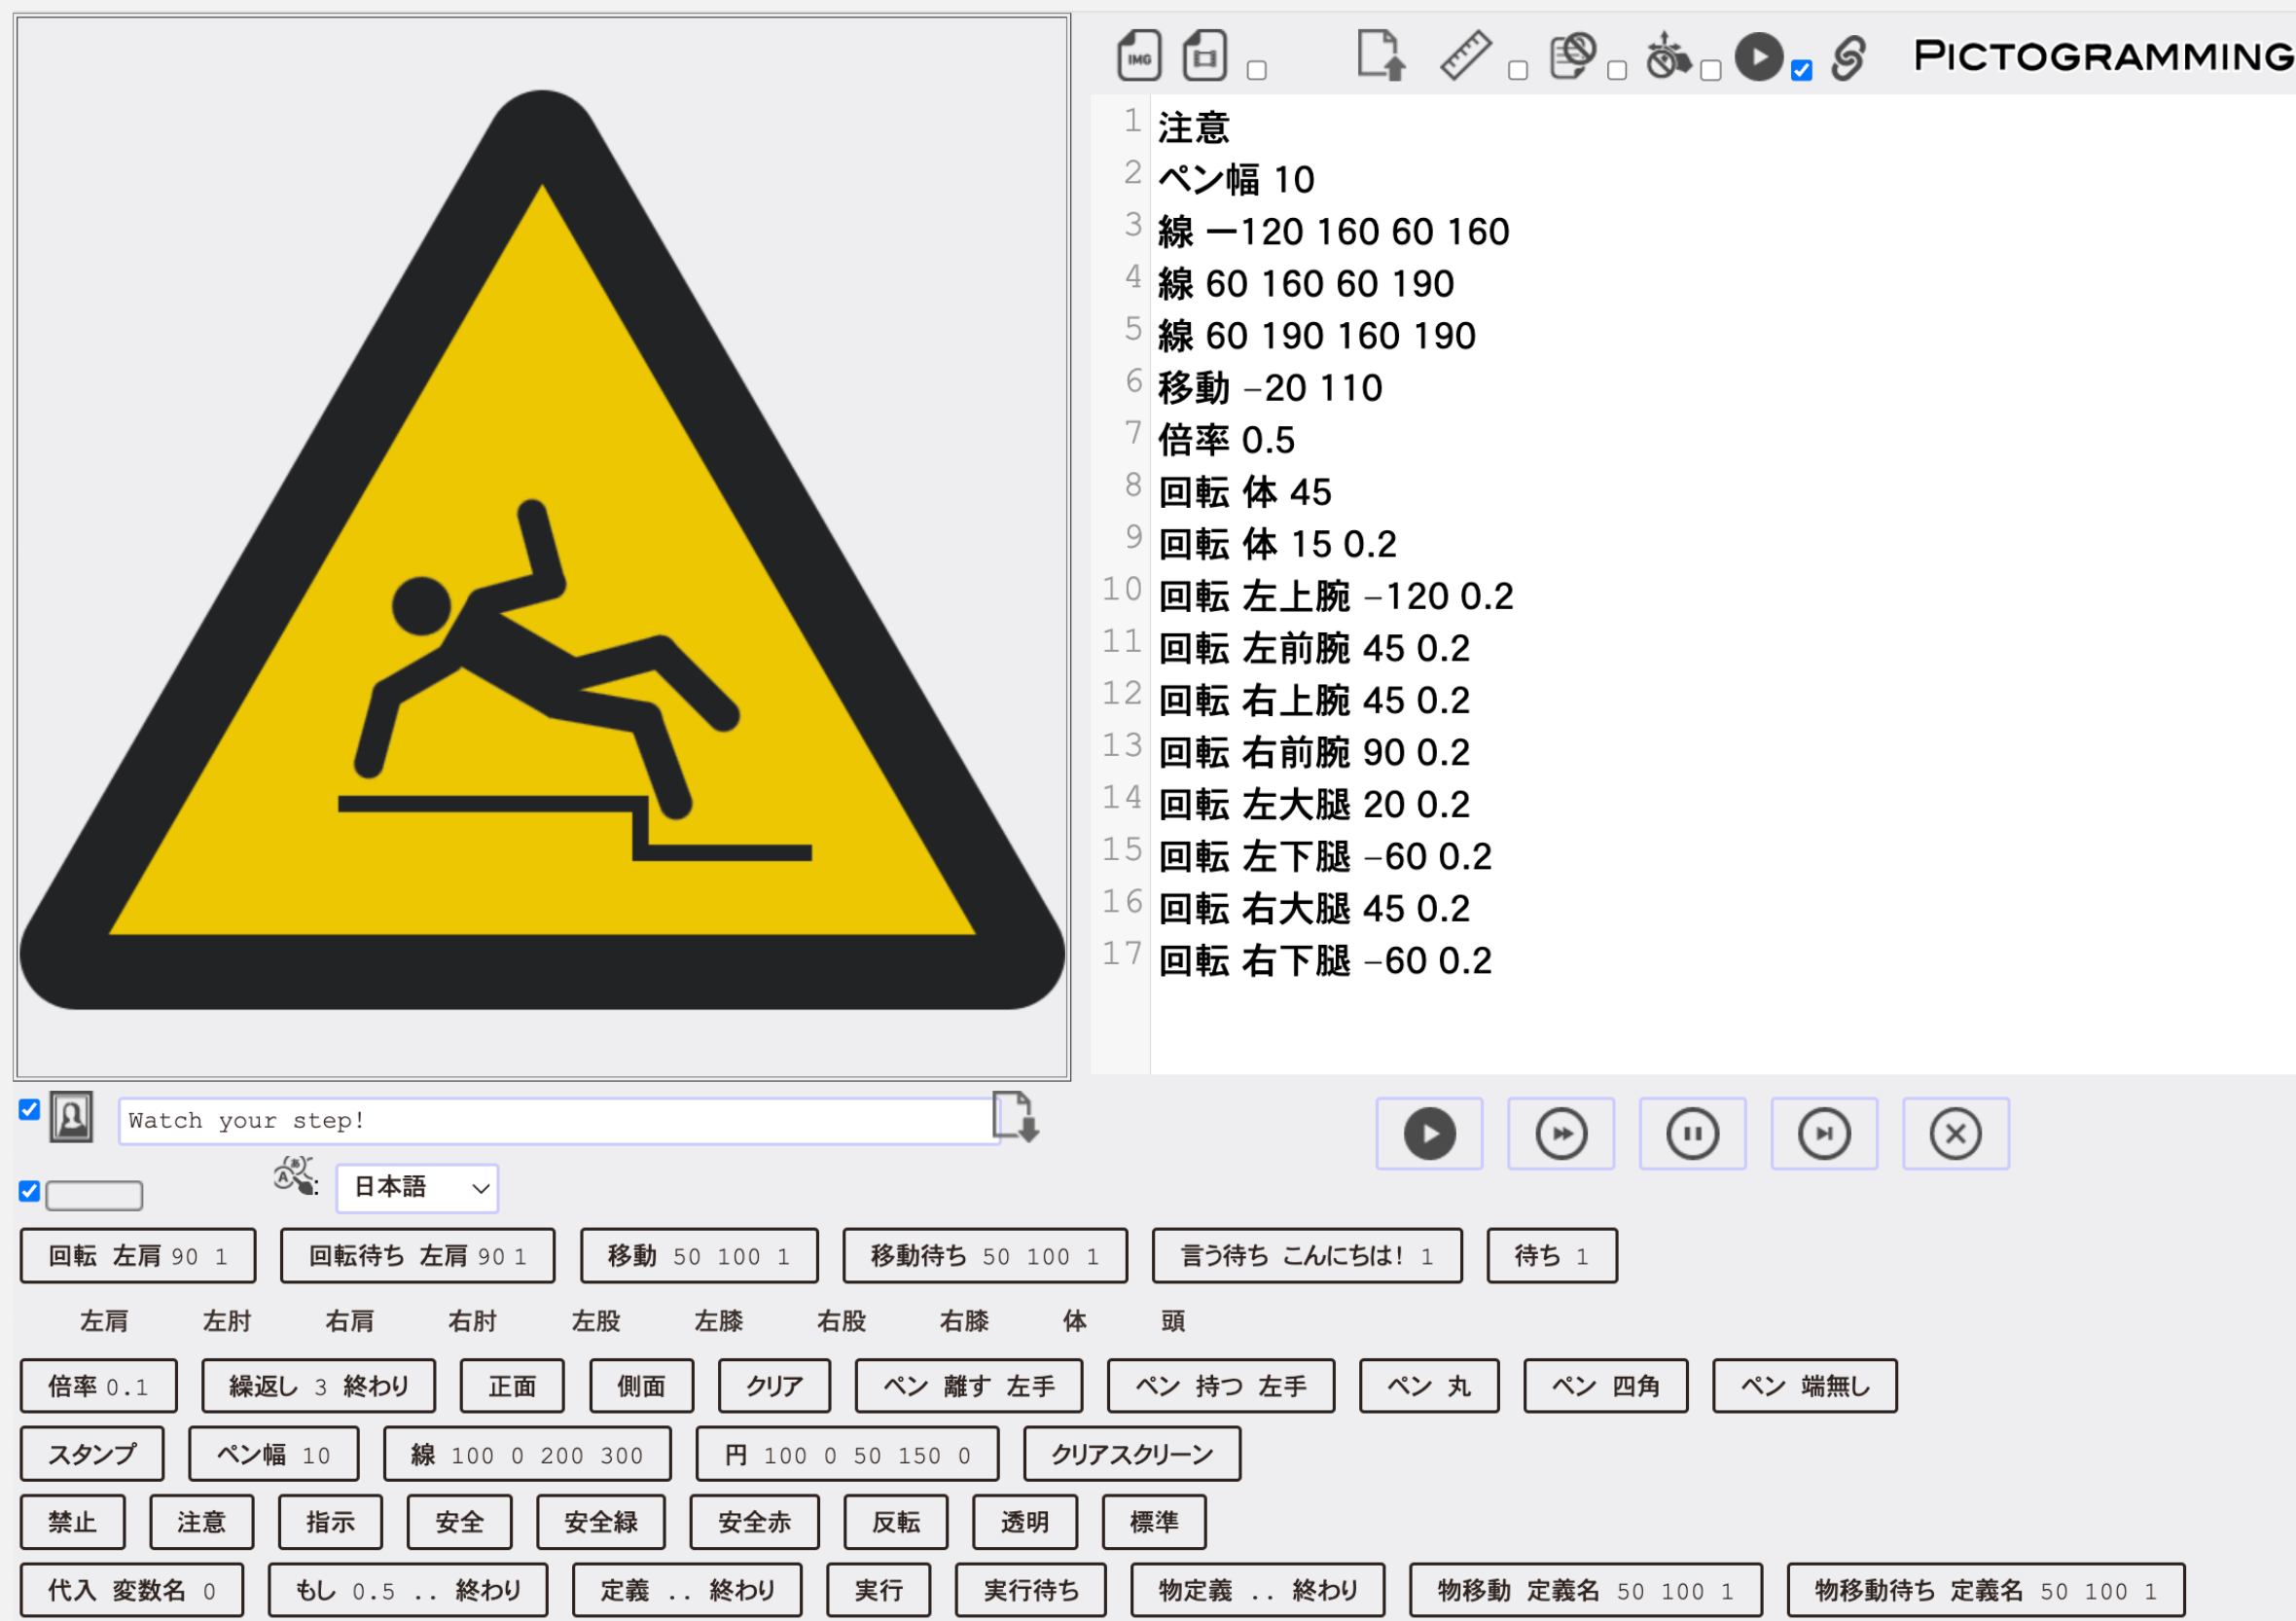 IMG
PICTOGRAMMING
1 注意
2 ペン幅 10
3 線 ー120 160 60 160
4 線 60 160 60 190
5 線 60 190 160 190
6 移動 –20 110
7 倍率 0.5
8 回転 体 45
9 回転 体 15 0.2
10 回転 左上腕 –120 0.2
11 回転 左前腕 45 0.2
12 回転 右上腕 45 0.2
13 回転 右前腕 90 0.2
14 回転 左大腿 20 0.2
15 回転 左下腿 –60 0.2
16 回転 右大腿 45 0.2
17 回転 右下腿 –60 0.2
Watch your step!
A あ : 日本語
回転 左肩 90 1 回転待ち 左肩 90 1 移動 50 100 1 移動待ち 50 100 1 言う待ち こんにちは! 1 待ち 1
左肩 左肘 右肩 右肘 左股 左膝 右股 右膝 体 頭
倍率 0.1 繰返し 3 終わり 正面 側面 クリア ペン 離す 左手 ペン 持つ 左手 ペン 丸 ペン 四角 ペン 端無し
スタンプ ペン幅 10 線 100 0 200 300 円 100 0 50 150 0 クリアスクリーン
禁止 注意 指示 安全 安全緑 安全赤 反転 透明 標準
代入 変数名 0 もし 0.5 .. 終わり 定義 .. 終わり 実行 実行待ち 物定義 .. 終わり 物移動 定義名 50 100 1 物移動待ち 定義名 50 100 1